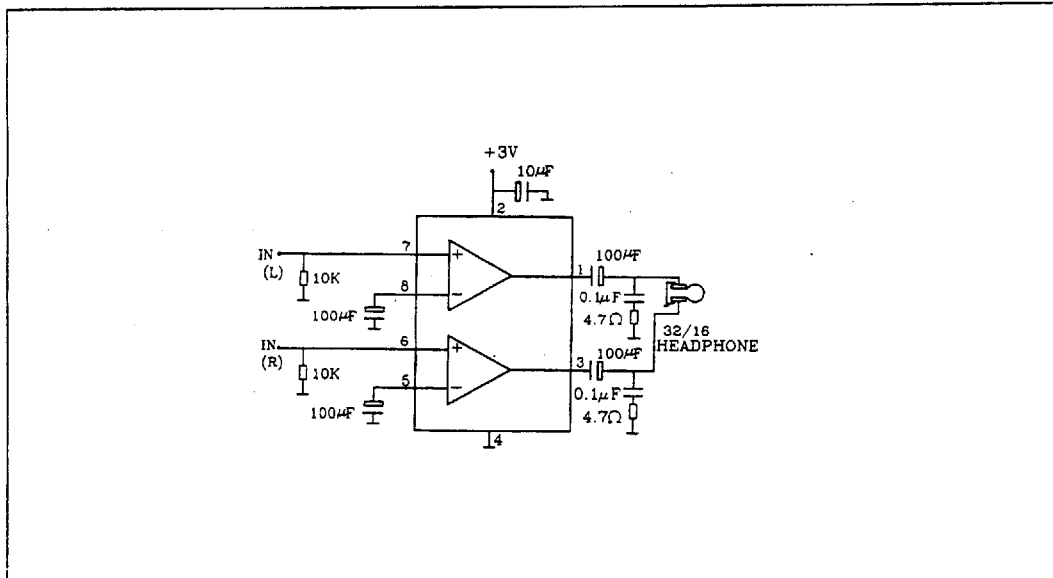 +3V
10µF
2
IN
(L)
7
+
10K
8
−
100µF
1
100µF
0.1µF
4.7Ω
32/16
HEADPHONE
IN
(R)
6
+
10K
5
−
100µF
3
100µF
0.1µF
4.7Ω
4